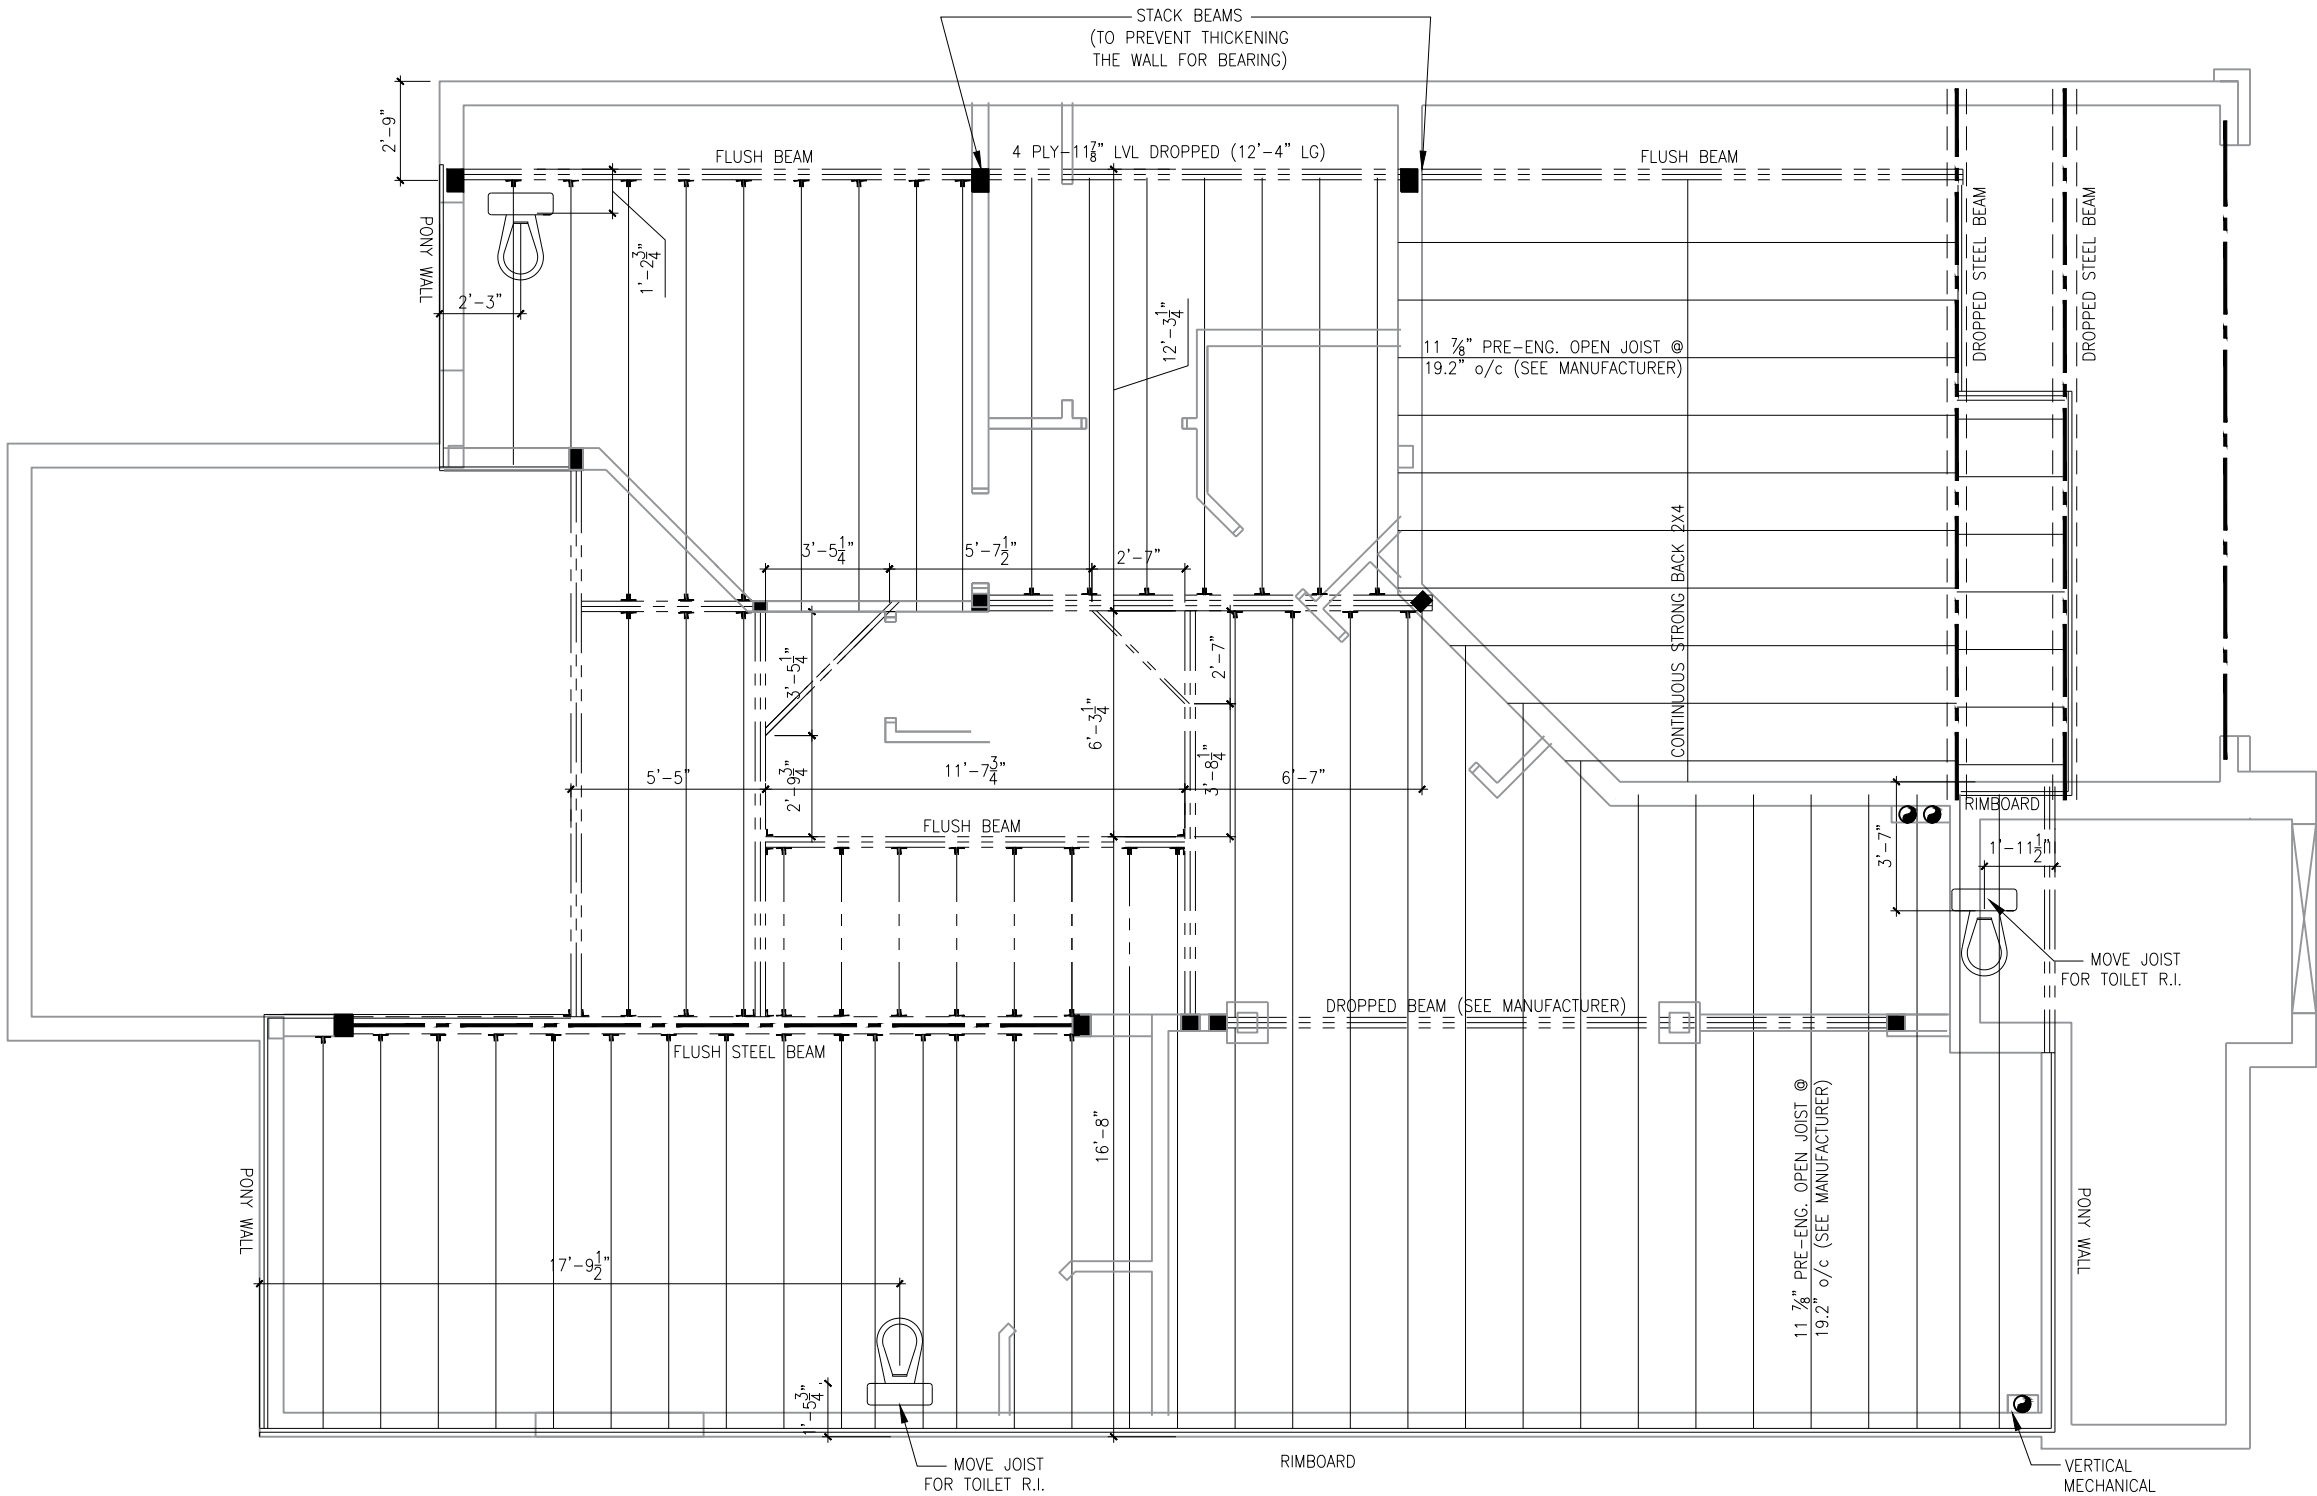 STACK BEAMS
(TO PREVENT THICKENING
THE WALL FOR BEARING)
2'-9"
FLUSH BEAM
4 PLY-11⅞" LVL DROPPED (12'-4" LG)
FLUSH BEAM
PONY WALL
2'-3"
1'-2¾"
12'-3¼"
11 ⅞" PRE-ENG. OPEN JOIST @
19.2" o/c (SEE MANUFACTURER)
DROPPED STEEL BEAM
DROPPED STEEL BEAM
CONTINUOUS STRONG BACK 2X4
3'-5¼"
5'-7½"
2'-7"
3'-5¼"
2'-7"
6'-3¼"
5'-5"
2'-9¾"
11'-7¾"
3'-8¼"
6'-7"
FLUSH BEAM
RIMBOARD
3'-7"
1'-11½"
MOVE JOIST
FOR TOILET R.I.
DROPPED BEAM (SEE MANUFACTURER)
FLUSH STEEL BEAM
PONY WALL
16'-8"
11 ⅞" PRE-ENG. OPEN JOIST @
19.2" o/c (SEE MANUFACTURER)
PONY WALL
17'-9½"
1'-5¾"
MOVE JOIST
FOR TOILET R.I.
RIMBOARD
VERTICAL
MECHANICAL